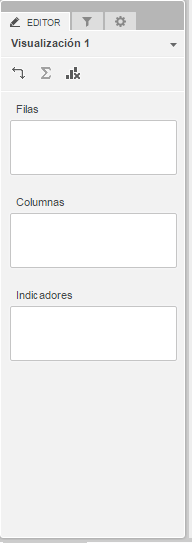 EDITOR
Visualización 1
Filas
Columnas
Indicadores